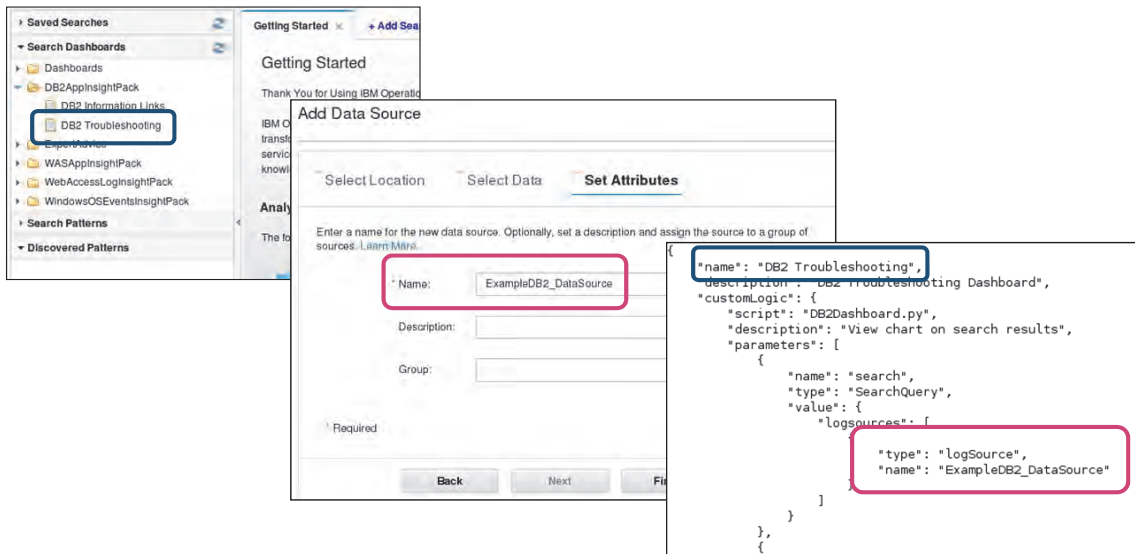 Saved Searches
Search Dashboards
Dashboards
DB2AppInsightPack
DB2 Information Links
DB2 Troubleshooting
ExpertAdvice
WASAppInsightPack
WebAccessLogInsightPack
WindowsOSEventsInsightPack
Search Patterns
Discovered Patterns
Getting Started × + Add Sea
Getting Started
Thank You for Using IBM Operatio
IBM O
transfo
servic
knowl
Analy
The fo
Add Data Source
Select Location Select Data Set Attributes
Enter a name for the new data source. Optionally, set a description and assign the source to a group of
sources. Learn More.
* Name: ExampleDB2_DataSource
Description:
Group:
* Required
Back Next Fi
{
"name": "DB2 Troubleshooting",
"description": "DB2 Troubleshooting Dashboard",
"customLogic": {
"script": "DB2Dashboard.py",
"description": "View chart on search results",
"parameters": [
{
"name": "search",
"type": "SearchQuery",
"value": {
"logsources": [
"type": "logSource",
"name": "ExampleDB2_DataSource"
}
]
}
},
{